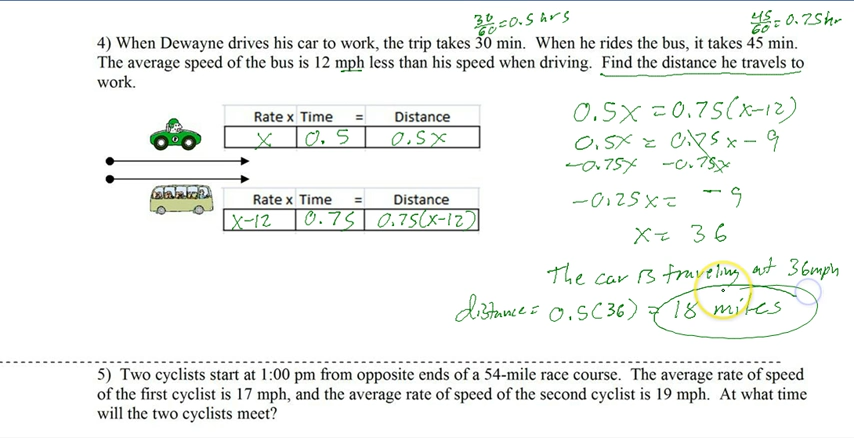 30/60 = 0.5 hrs
45/60 = 0.75 hr
4) When Dewayne drives his car to work, the trip takes 30 min. When he rides the bus, it takes 45 min.
The average speed of the bus is 12 mph less than his speed when driving. Find the distance he travels to
work.
Rate x Time = Distance
x 0.5 0.5x
Rate x Time = Distance
x-12 0.75 0.75(x-12)
0.5x = 0.75(x-12)
0.5x = 0.75x - 9
-0.75x -0.75x
-0.25x = -9
x = 36
The car is traveling at 36mph
distance = 0.5(36) = 18 miles
5) Two cyclists start at 1:00 pm from opposite ends of a 54-mile race course. The average rate of speed
of the first cyclist is 17 mph, and the average rate of speed of the second cyclist is 19 mph. At what time
will the two cyclists meet?